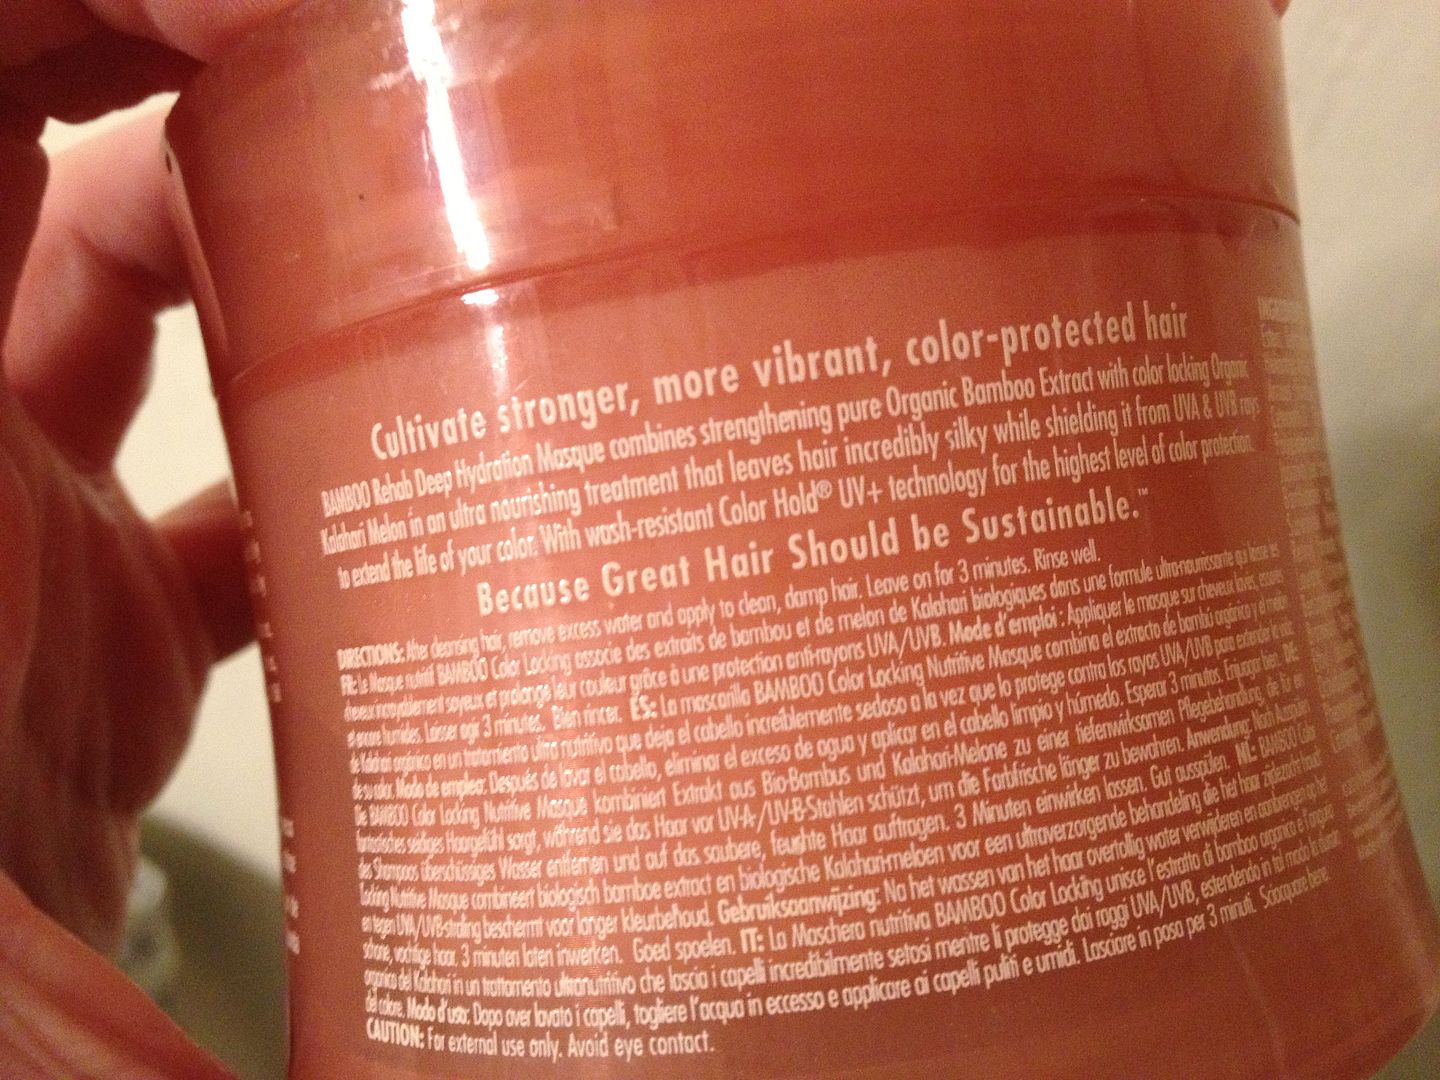 Cultivate stronger, more vibrant, color-protected hair
BAMBOO Rehab Deep Hydration Masque combines strengthening pure Organic Bamboo Extract with color locking Organic
Kalahari Melon in an ultra nourishing treatment that leaves hair incredibly silky while shielding it from UVA & UVB rays
to extend the life of your color. With wash-resistant Color Hold® UV+ technology for the highest level of color protection.
Because Great Hair Should be Sustainable.™
DIRECTIONS: After cleansing hair, remove excess water and apply to clean, damp hair. Leave on for 3 minutes. Rinse well.
FR: Le Masque nutritif BAMBOO Color Locking associe des extraits de bambou et de melon de Kalahari biologiques dans une formule ultra-nourrissante qui laisse les
cheveux incroyablement soyeux et prolonge leur couleur grâce à une protection anti-rayons UVA/UVB. Mode d'emploi : Appliquer le masque sur cheveux lavés, essorés
et encore humides. Laisser agir 3 minutes. Bien rincer. ES: La mascarilla BAMBOO Color Locking Nutritive Masque combina el extracto de bambú orgánico y el melón
de Kalahari orgánico en un tratamiento ultra nutritivo que deja el cabello increíblemente sedoso a la vez que lo protege contra los rayos UVA/UVB para extender la vida
de su color. Modo de emplear: Después de lavar el cabello, eliminar el exceso de agua y aplicar en el cabello limpio y húmedo. Esperar 3 minutos. Enjuagar bien. DE:
Die BAMBOO Color Locking Nutritive Masque kombiniert Extrakt aus Bio-Bambus und Kalahari-Melone zu einer tiefenwirksamen Pflegebehandlung, die für ein
fantastisches seidiges Haargefühl sorgt, während sie das Haar vor UV-A-/UV-B-Stahlen schützt, um die Farbfrische länger zu bewahren. Anwendung: Nach Ausspülen
des Shampoos überschüssiges Wasser entfernen und auf das saubere, feuchte Haar auftragen. 3 Minuten einwirken lassen. Gut ausspülen. NL: BAMBOO Color
Locking Nutritive Masque combineert biologisch bamboe extract en biologische Kalahari-meloen voor een ultraverzorgende behandeling die het haar zijdezacht houdt
en tegen UVA/UVB-straling beschermt voor langer kleurbehoud. Gebruiksaanwijzing: Na het wassen van het haar overtollig water verwijderen en aanbrengen op het
schone, vochtige haar. 3 minuten laten inwerken. Goed spoelen. IT: La Maschera nutritiva BAMBOO Color Locking unisce l'estratto di bamboo organico e l'anguria
organica del Kalahari in un trattamento ultranutritivo che lascia i capelli incredibilmente setosi mentre li protegge dai raggi UVA/UVB, estendendo in tal modo la durata
del colore. Modo d'uso: Dopo aver lavato i capelli, togliere l'acqua in eccesso e applicare ai capelli puliti e umidi. Lasciare in posa per 3 minuti. Sciacquare bene.
CAUTION: For external use only. Avoid eye contact.